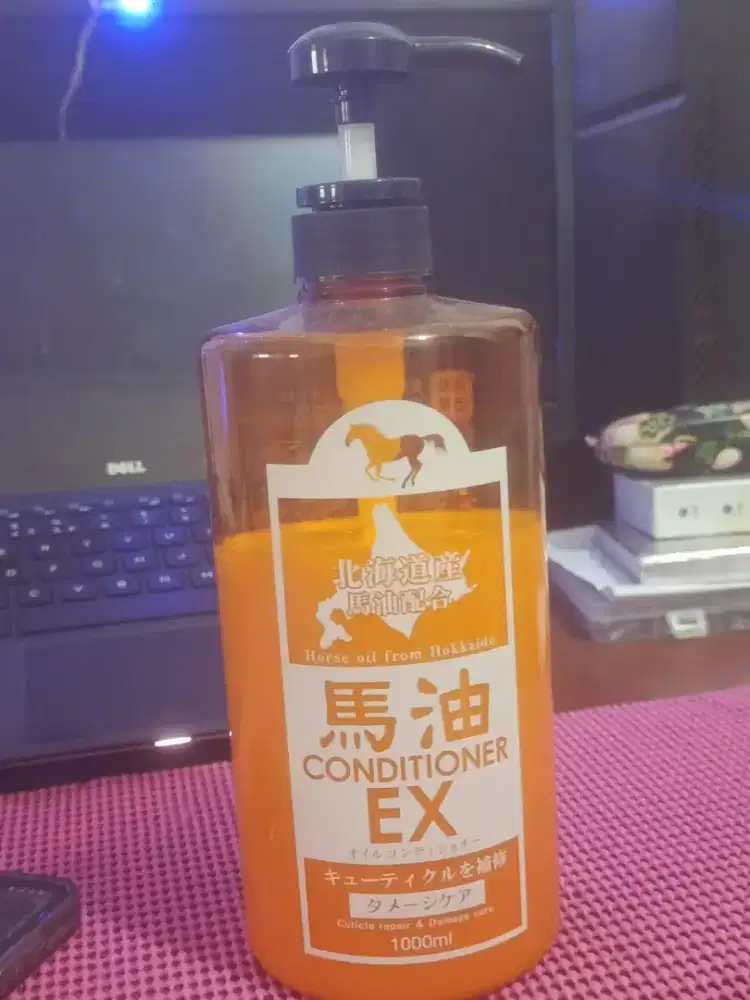 DELL
北海道産
馬油配合
Horse oil from Hokkaido
馬油
CONDITIONER
EX
オイルコンディショナー
キューティクルを補修
ダメージケア
Cuticle repair & Damage care
1000ml